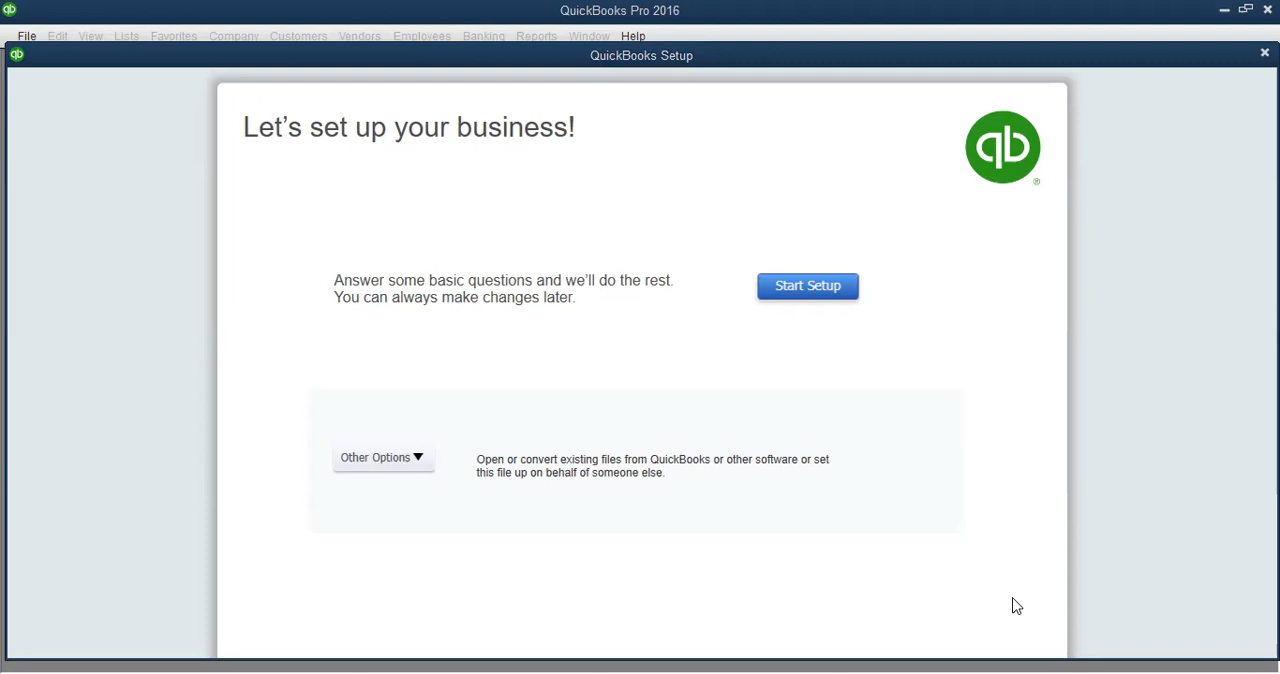 QuickBooks Pro 2016
File Edit View Lists Favorites Company Customers Vendors Employees Banking Reports Window Help
qb QuickBooks Setup
Let's set up your business!
qb
®
Answer some basic questions and we'll do the rest.
You can always make changes later.
Start Setup
Other Options
Open or convert existing files from QuickBooks or other software or set
this file up on behalf of someone else.